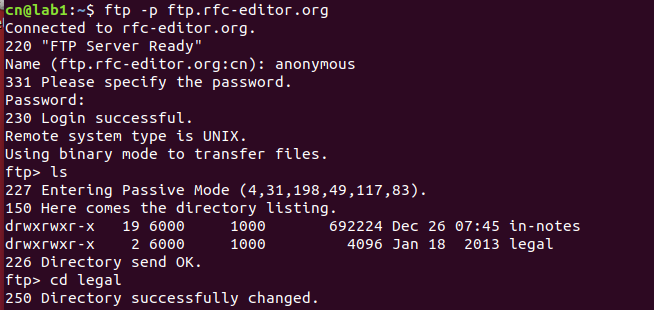 cn@lab1:~$ ftp -p ftp.rfc-editor.org
Connected to rfc-editor.org.
220 "FTP Server Ready"
Name (ftp.rfc-editor.org:cn): anonymous
331 Please specify the password.
Password:
230 Login successful.
Remote system type is UNIX.
Using binary mode to transfer files.
ftp> ls
227 Entering Passive Mode (4,31,198,49,117,83).
150 Here comes the directory listing.
drwxrwxr-x   19 6000     1000       692224 Dec 26 07:45 in-notes
drwxrwxr-x    2 6000     1000         4096 Jan 18  2013 legal
226 Directory send OK.
ftp> cd legal
250 Directory successfully changed.